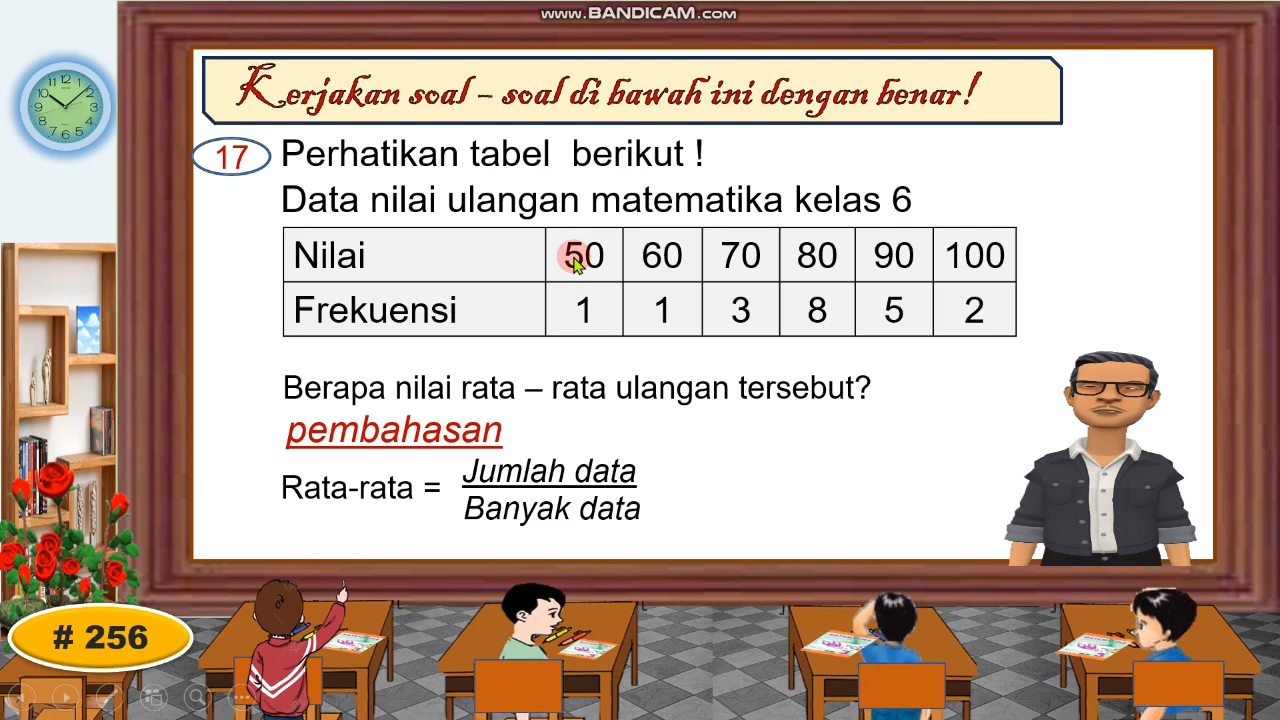 www.BANDICAM.com
Kerjakan soal – soal di bawah ini dengan benar!
17 Perhatikan tabel berikut !
Data nilai ulangan matematika kelas 6
Nilai 50 60 70 80 90 100
Frekuensi 1 1 3 8 5 2
Berapa nilai rata – rata ulangan tersebut?
pembahasan
Rata-rata = Jumlah data
Banyak data
# 256